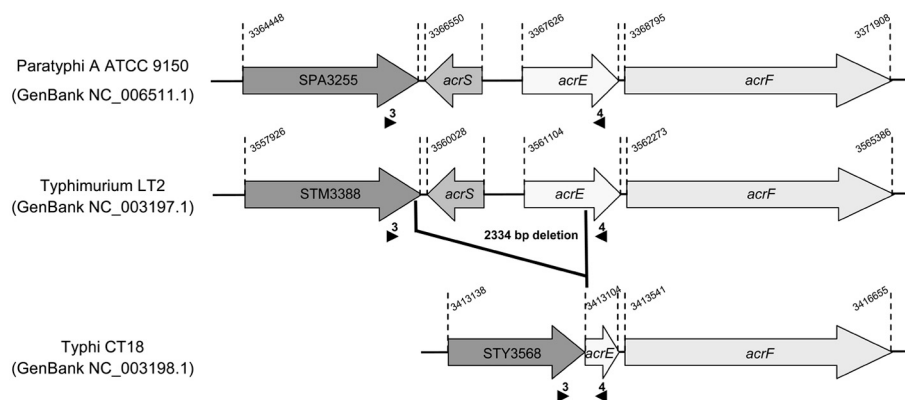 3364448 3366550 3367626 3368795 3371908
Paratyphi A ATCC 9150
(GenBank NC_006511.1)
SPA3255 acrS acrE acrF
3 4
3557926 3560028 3561104 3562273 3565386
Typhimurium LT2
(GenBank NC_003197.1)
STM3388 acrS acrE acrF
3 4
2334 bp deletion
3413138 3413104 3413541 3416655
Typhi CT18
(GenBank NC_003198.1)
STY3568 acrE acrF
3 4